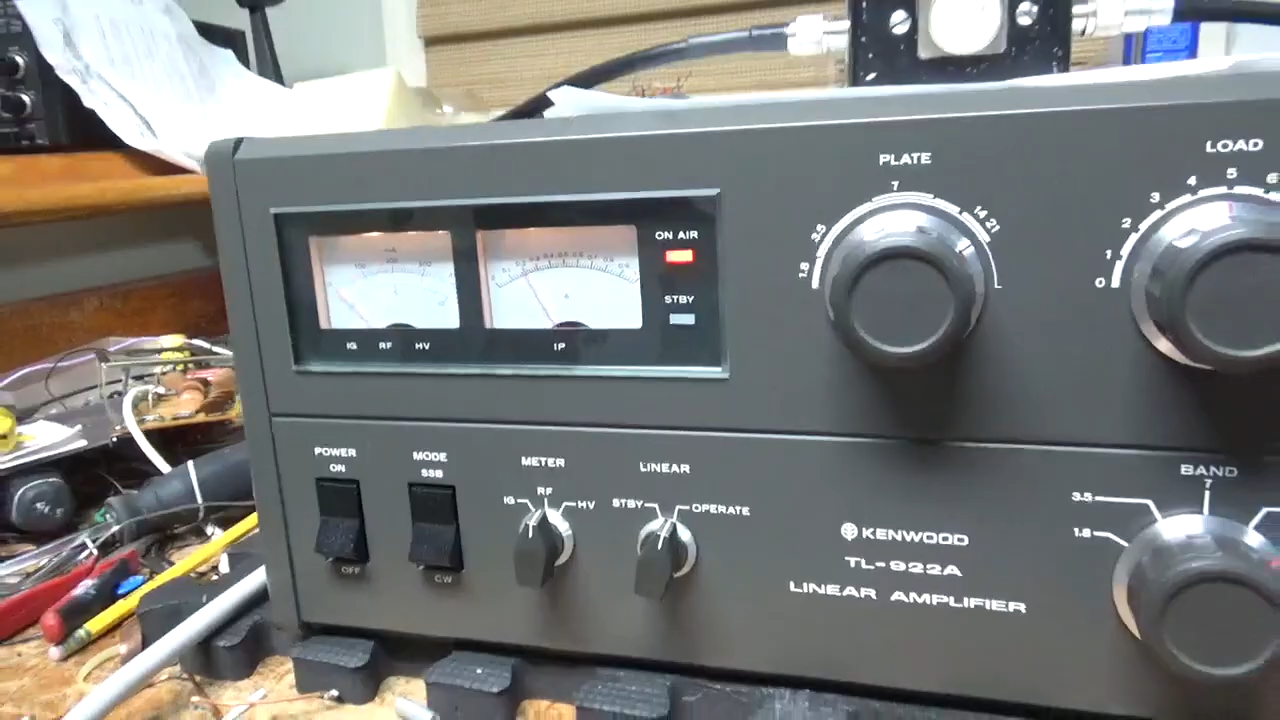 PLATE
1.8 3.5 7 14 21
LOAD
0 1 2 3 4 5 6
ON AIR
STBY
IG RF HV
IP
POWER
ON
OFF
MODE
SSB
CW
METER
IG RF HV
LINEAR
STBY OPERATE
KENWOOD
TL-922A
LINEAR AMPLIFIER
BAND
1.8 3.5 7